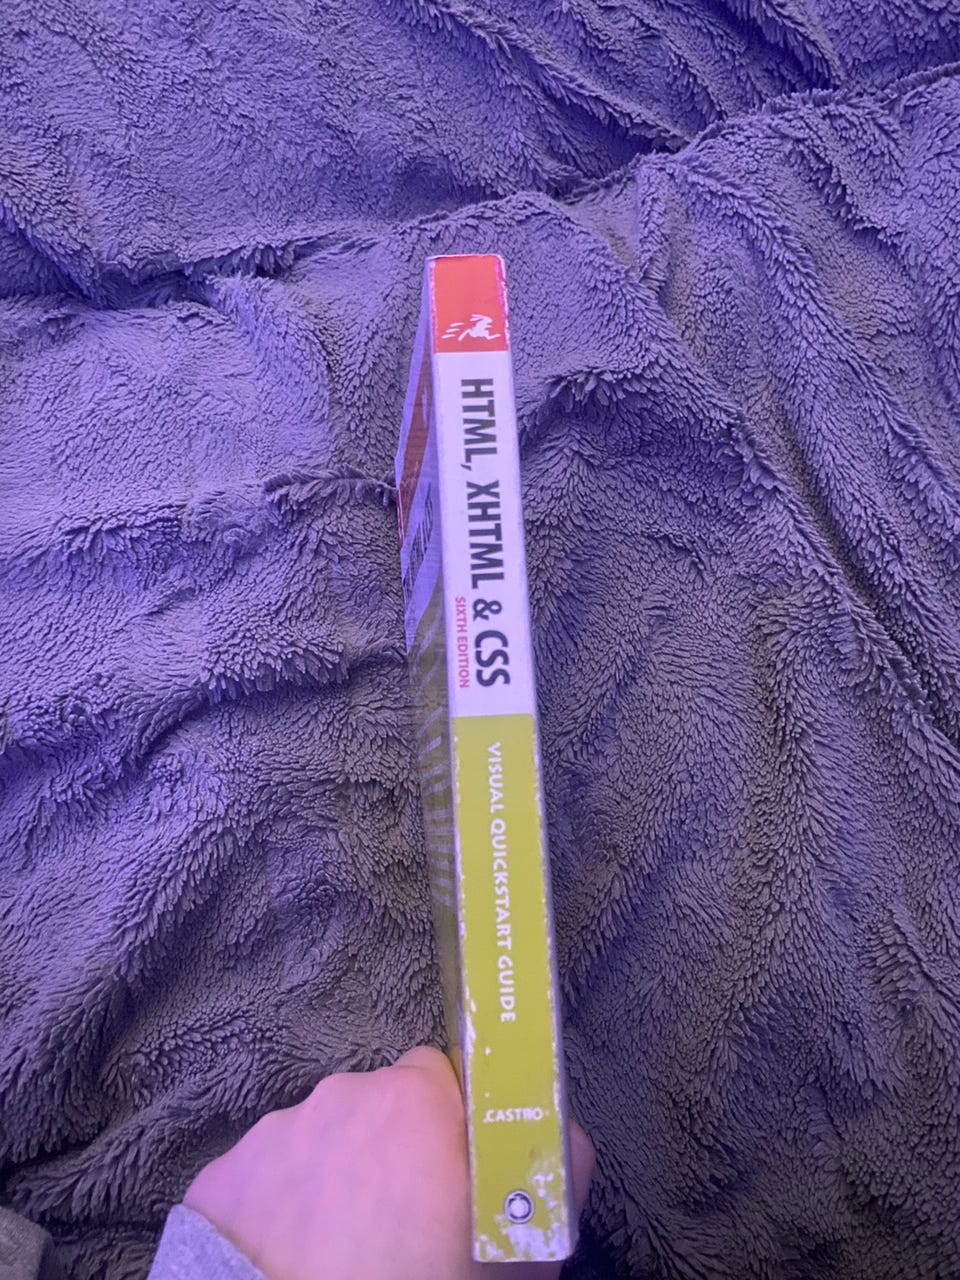 HTML, XHTML & CSS
SIXTH EDITION
VISUAL QUICKSTART GUIDE
CASTRO